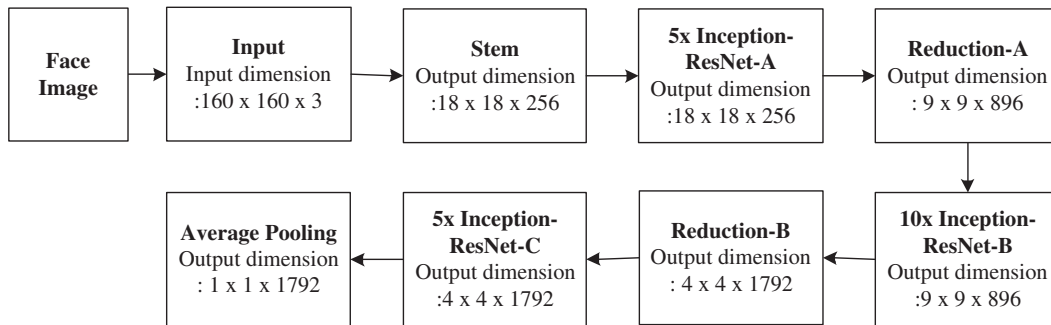 Face
Image
Input
Input dimension
:160 x 160 x 3
Stem
Output dimension
:18 x 18 x 256
5x Inception-
ResNet-A
Output dimension
:18 x 18 x 256
Reduction-A
Output dimension
: 9 x 9 x 896
10x Inception-
ResNet-B
Output dimension
:9 x 9 x 896
Reduction-B
Output dimension
: 4 x 4 x 1792
5x Inception-
ResNet-C
Output dimension
:4 x 4 x 1792
Average Pooling
Output dimension
: 1 x 1 x 1792